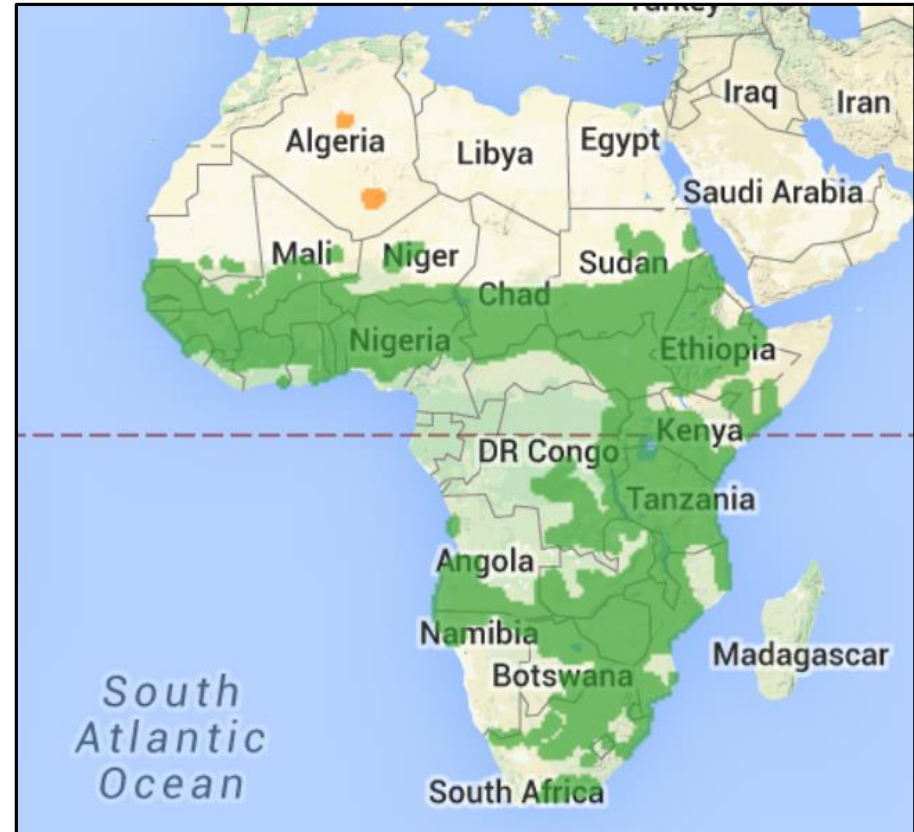 Turkey
Iraq
Iran
Algeria
Libya
Egypt
Saudi Arabia
Mali
Niger
Sudan
Chad
Nigeria
Ethiopia
Kenya
DR Congo
Tanzania
Angola
Namibia
Botswana
Madagascar
South
Atlantic
Ocean
South Africa